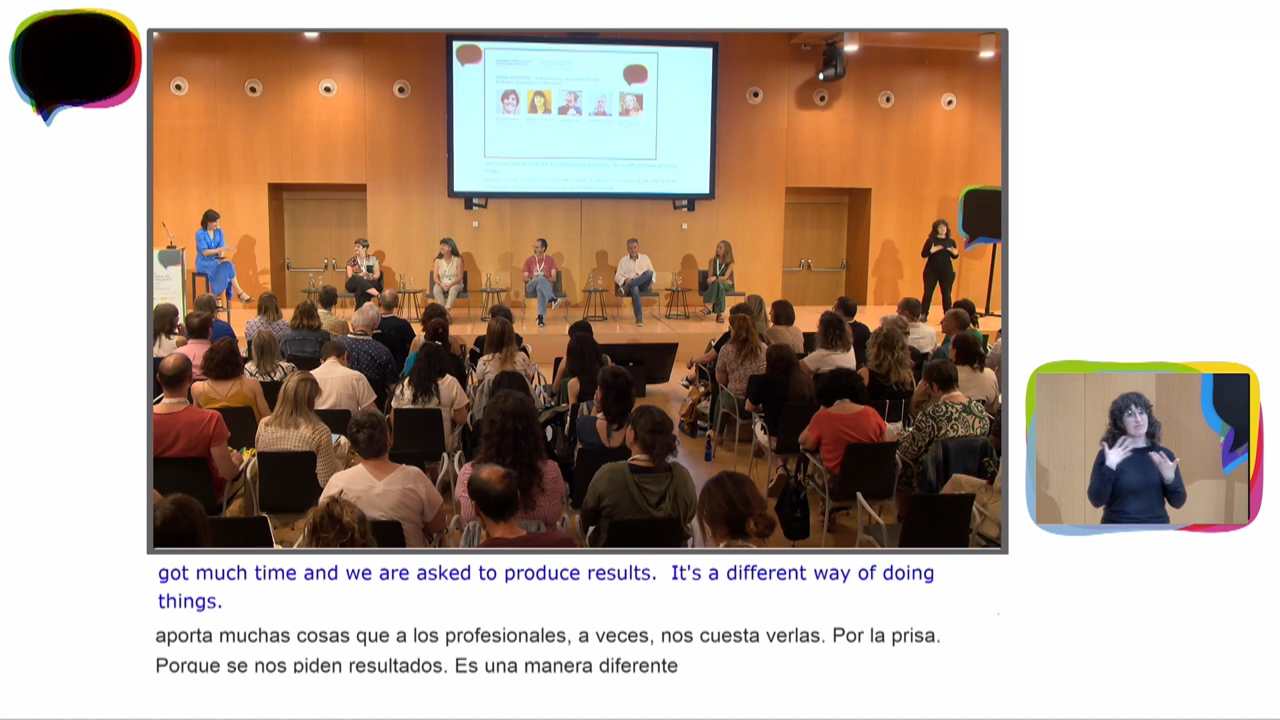 got much time and we are asked to produce results.  It's a different way of doing
things.
aporta muchas cosas que a los profesionales, a veces, nos cuesta verlas. Por la prisa.
Porque se nos piden resultados. Es una manera diferente